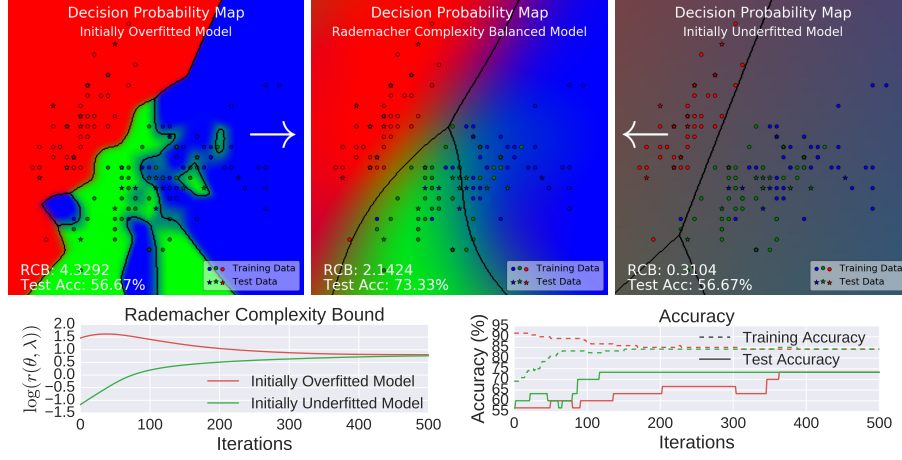 Decision Probability Map
Initially Overfitted Model
RCB: 4.3292
Test Acc: 56.67%
Training Data
Test Data
Decision Probability Map
Rademacher Complexity Balanced Model
RCB: 2.1424
Test Acc: 73.33%
Training Data
Test Data
Decision Probability Map
Initially Underfitted Model
RCB: 0.3104
Test Acc: 56.67%
Training Data
Test Data
Rademacher Complexity Bound
log(r(θ, λ))
2.0
1.5
1.0
0.5
0.0
−0.5
−1.0
−1.5
Initially Overfitted Model
Initially Underfitted Model
0 100 200 300 400 500
Iterations
Accuracy
Accuracy (%)
95
90
85
80
75
70
65
60
55
Training Accuracy
Test Accuracy
0 100 200 300 400 500
Iterations